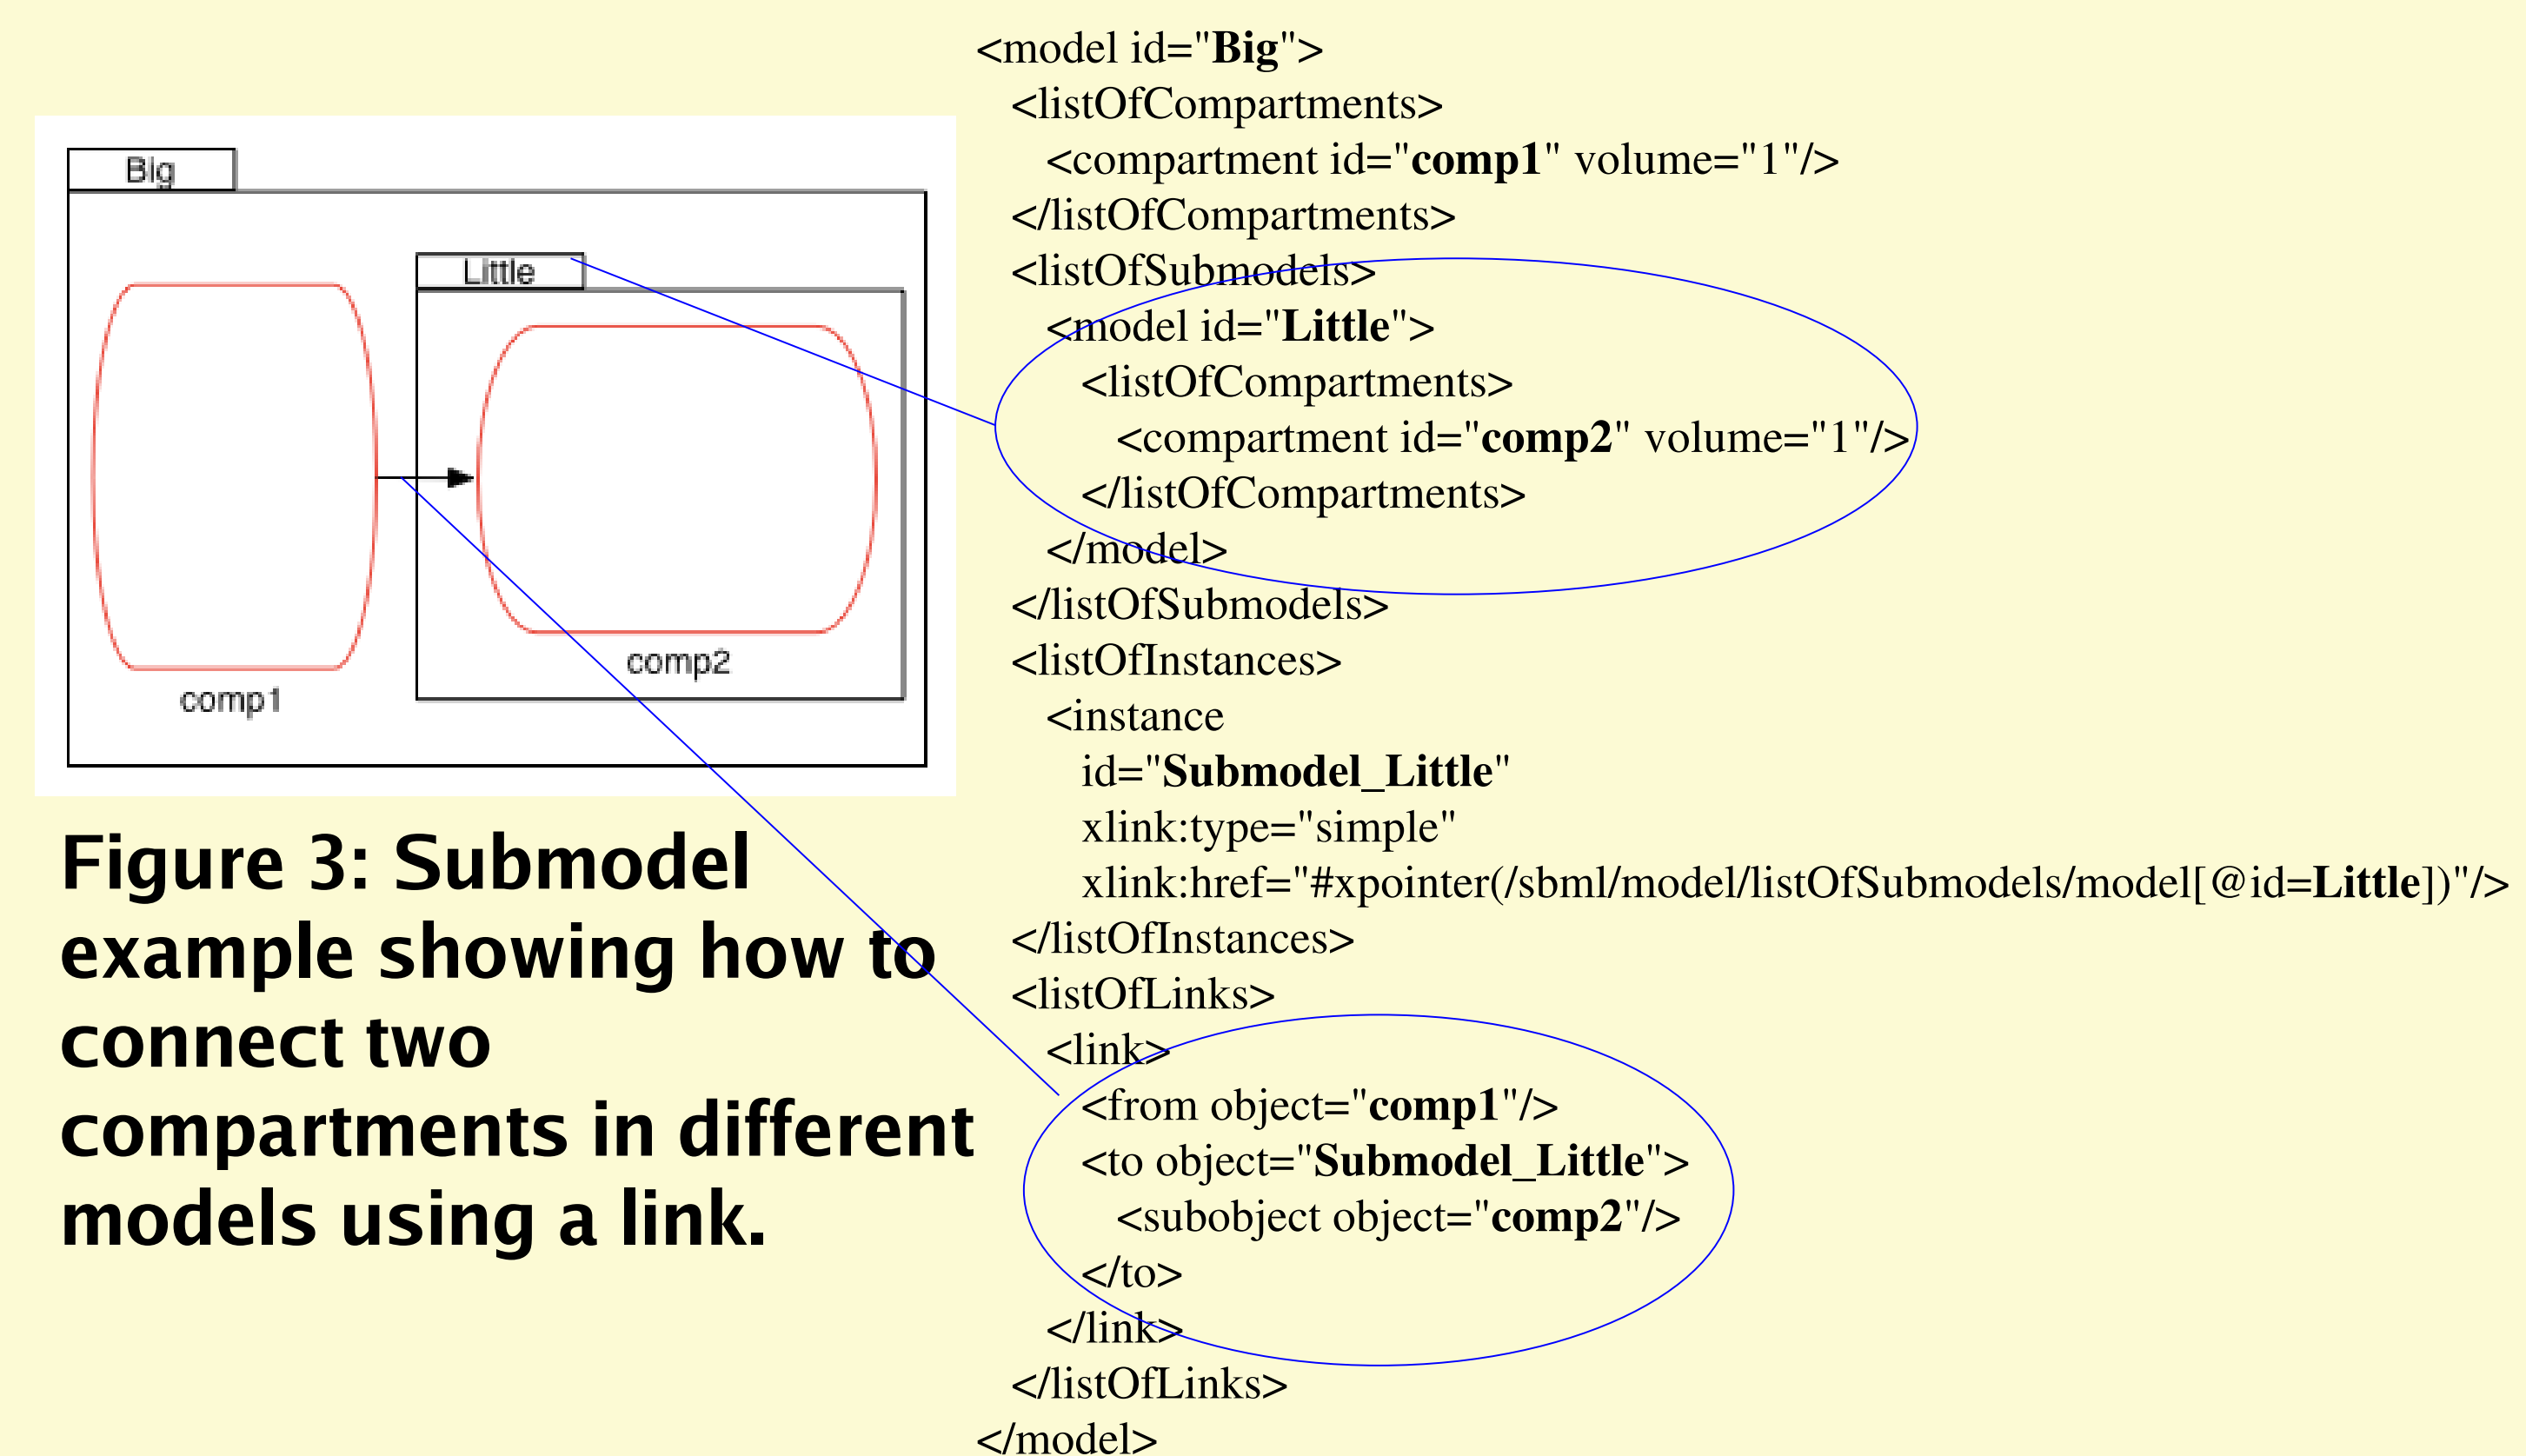 Big
Little
comp2
comp1
Figure 3: Submodel
example showing how to
connect two
compartments in different
models using a link.
<model id="Big">
<listOfCompartments>
<compartment id="comp1" volume="1"/>
</listOfCompartments>
<listOfSubmodels>
<model id="Little">
<listOfCompartments>
<compartment id="comp2" volume="1"/>
</listOfCompartments>
</model>
</listOfSubmodels>
<listOfInstances>
<instance
id="Submodel_Little"
xlink:type="simple"
xlink:href="#xpointer(/sbml/model/listOfSubmodels/model[@id=Little])"/>
</listOfInstances>
<listOfLinks>
<link>
<from object="comp1"/>
<to object="Submodel_Little">
<subobject object="comp2"/>
</to>
</link>
</listOfLinks>
</model>